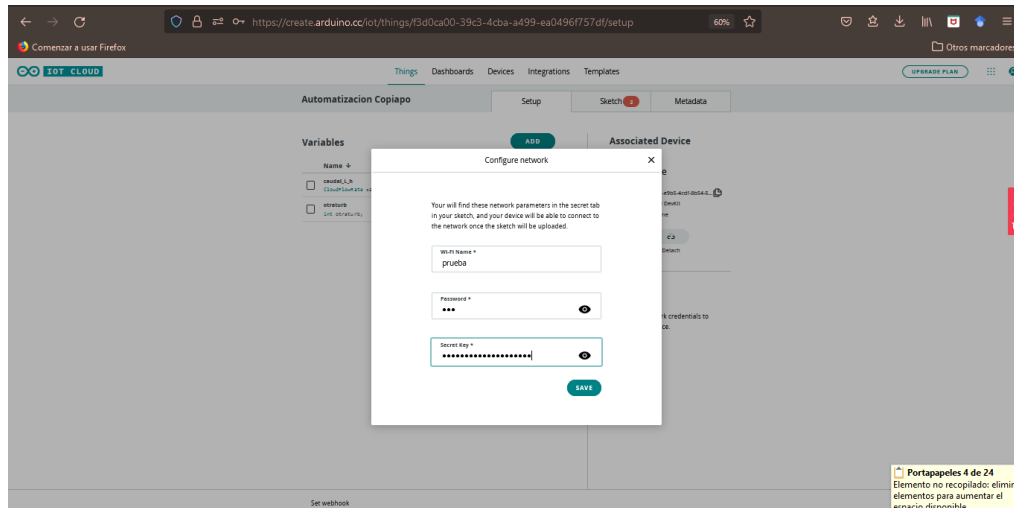 https://create.arduino.cc/iot/things/f3d0ca00-39c3-4cba-a499-ea0496f757df/setup
60%
Comenzar a usar Firefox
Otros marcadores
IOT CLOUD
Things Dashboards Devices Integrations Templates
UPGRADE PLAN
Automatizacion Copiapo
Setup
Sketch 2
Metadata
Variables
ADD
Associated Device
Name
Configure network
caudal_L_h
CloudFlowRate
otraturb
int otraturb;
Your will find these network parameters in the secret tab
in your sketch, and your device will be able to connect to
the network once the sketch will be uploaded.
Wi-Fi Name *
prueba
Password *
Secret Key *
SAVE
Detach
credentials to
Set webhook
Portapapeles 4 de 24
Elemento no recopilado: elimin
elementos para aumentar el
espacio disponible